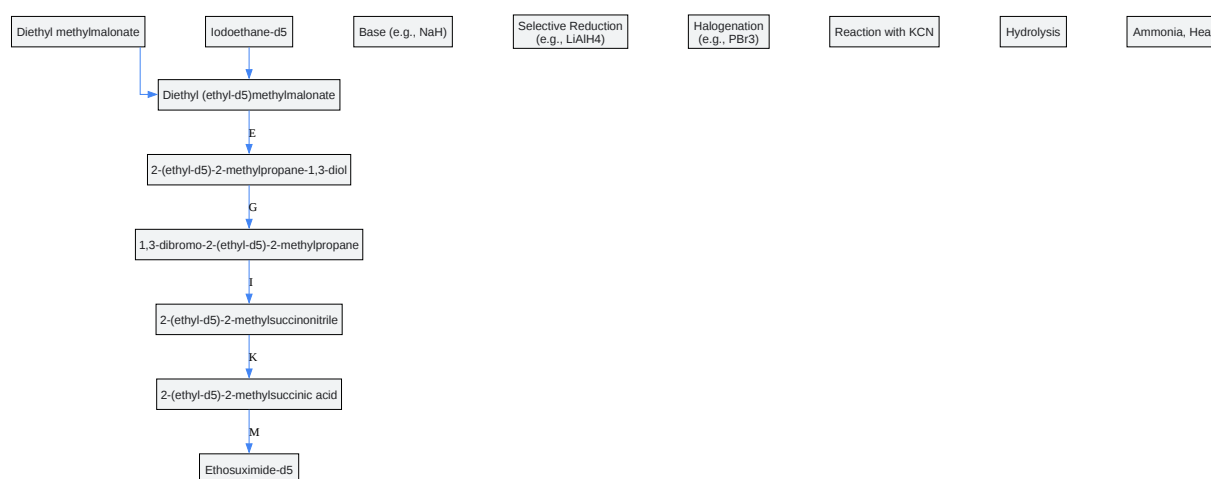 Diethyl methylmalonate
Iodoethane-d5
Base (e.g., NaH)
Selective Reduction
(e.g., LiAlH4)
Halogenation
(e.g., PBr3)
Reaction with KCN
Hydrolysis
Ammonia, Hea
Diethyl (ethyl-d5)methylmalonate
E
2-(ethyl-d5)-2-methylpropane-1,3-diol
G
1,3-dibromo-2-(ethyl-d5)-2-methylpropane
I
2-(ethyl-d5)-2-methylsuccinonitrile
K
2-(ethyl-d5)-2-methylsuccinic acid
M
Ethosuximide-d5